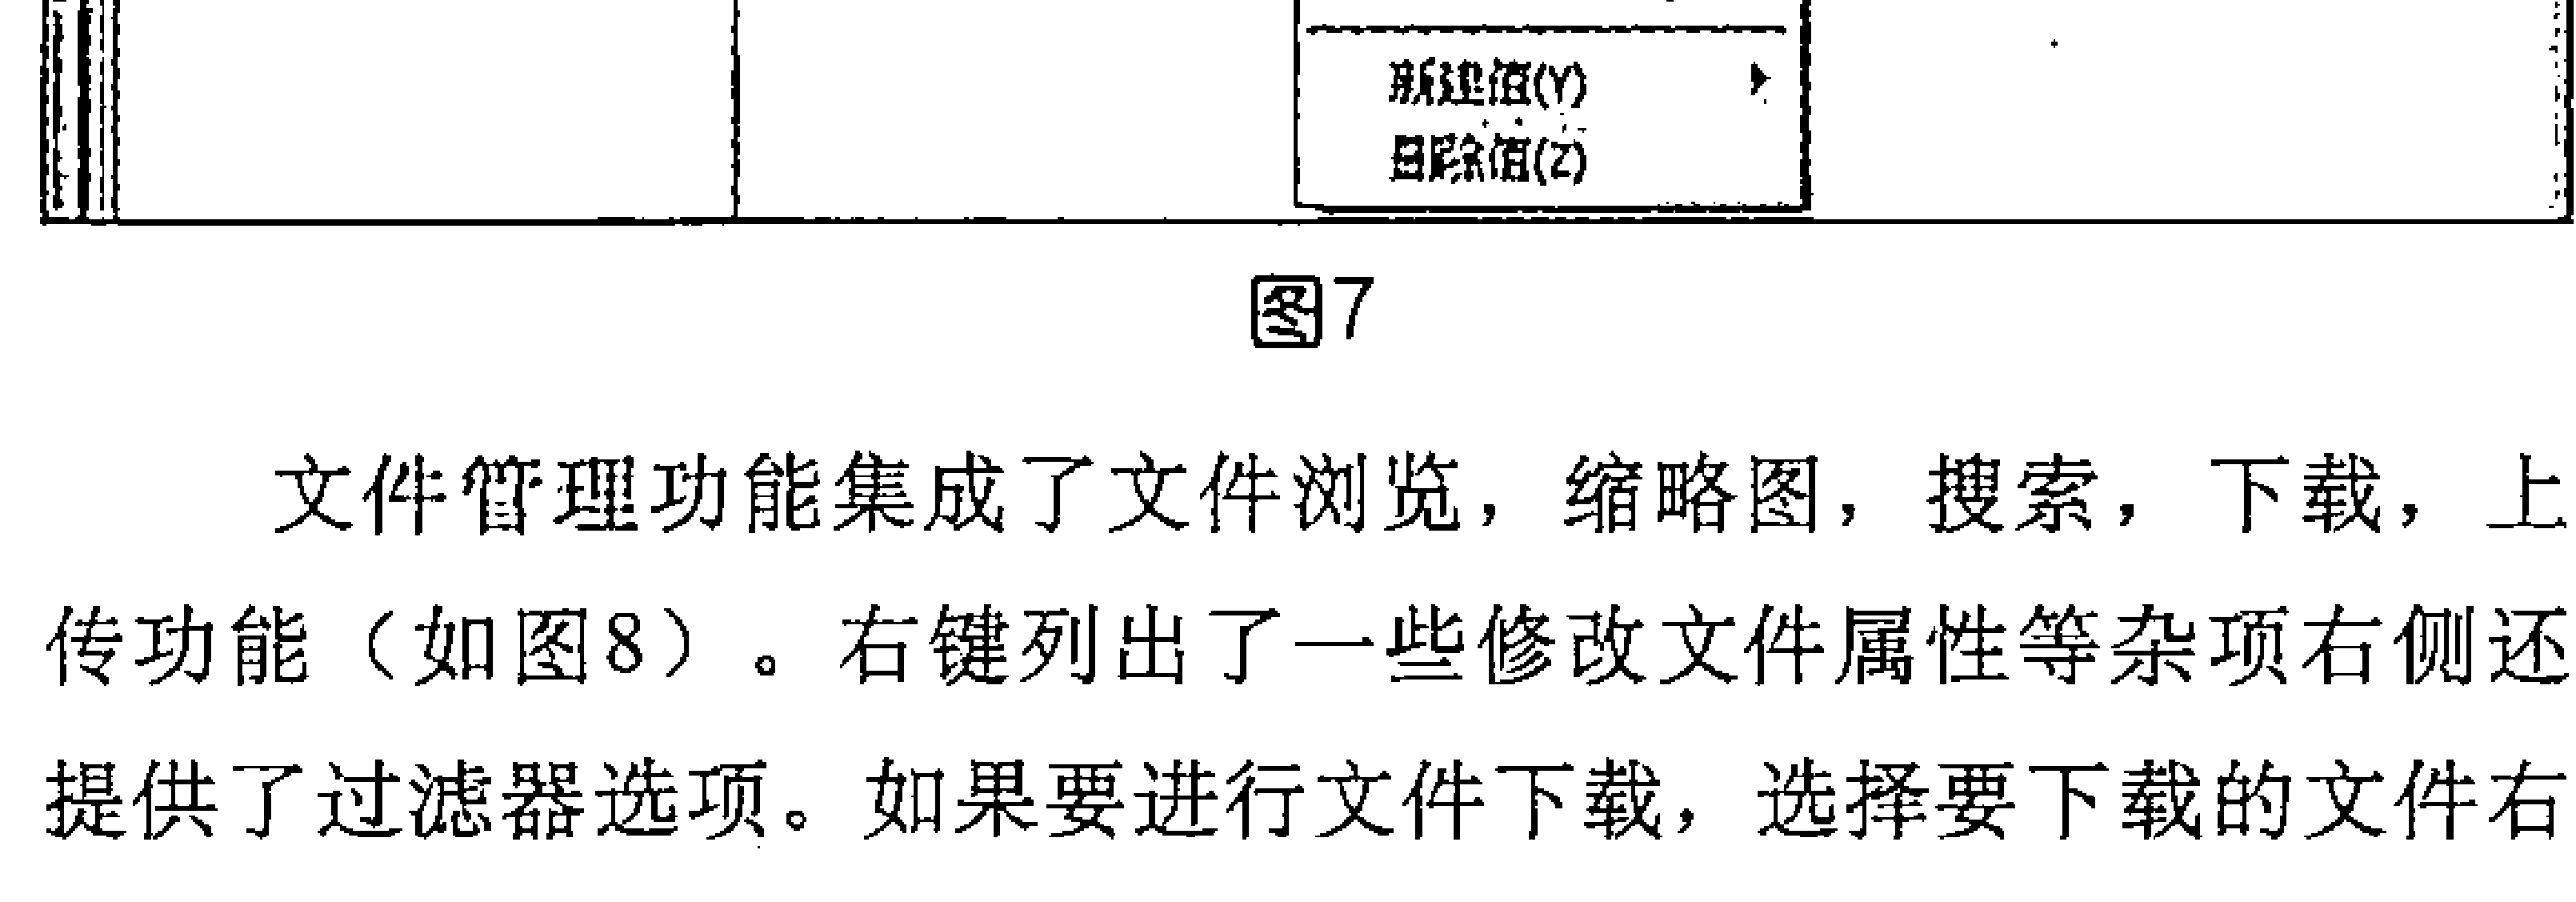 新建值(Y)
删除值(Z)
图7
文件管理功能集成了文件浏览，缩略图，搜索，下载，上
传功能（如图8）。右键列出了一些修改文件属性等杂项右侧还
提供了过滤器选项。如果要进行文件下载，选择要下载的文件右